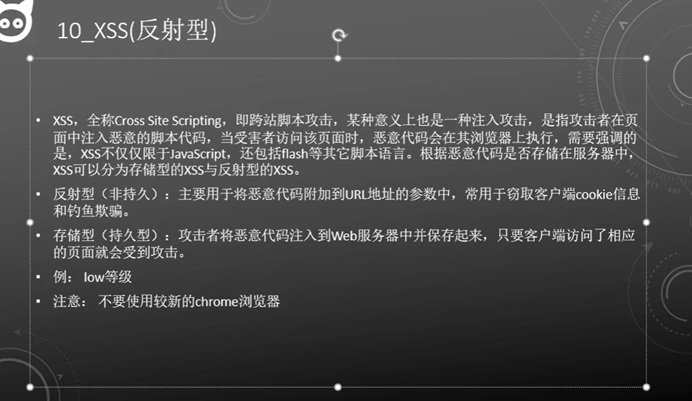 10_XSS(反射型)
• XSS，全称Cross Site Scripting，即跨站脚本攻击，某种意义上也是一种注入攻击，是指攻击者在页
面中注入恶意的脚本代码，当受害者访问该页面时，恶意代码会在其浏览器上执行，需要强调的
是，XSS不仅仅限于JavaScript，还包括flash等其它脚本语言。根据恶意代码是否存储在服务器中，
XSS可以分为存储型的XSS与反射型的XSS。
• 反射型（非持久）：主要用于将恶意代码附加到URL地址的参数中，常用于窃取客户端cookie信息
和钓鱼欺骗。
• 存储型（持久型）：攻击者将恶意代码注入到Web服务器中并保存起来，只要客户端访问了相应
的页面就会受到攻击。
• 例： low等级
• 注意： 不要使用较新的chrome浏览器